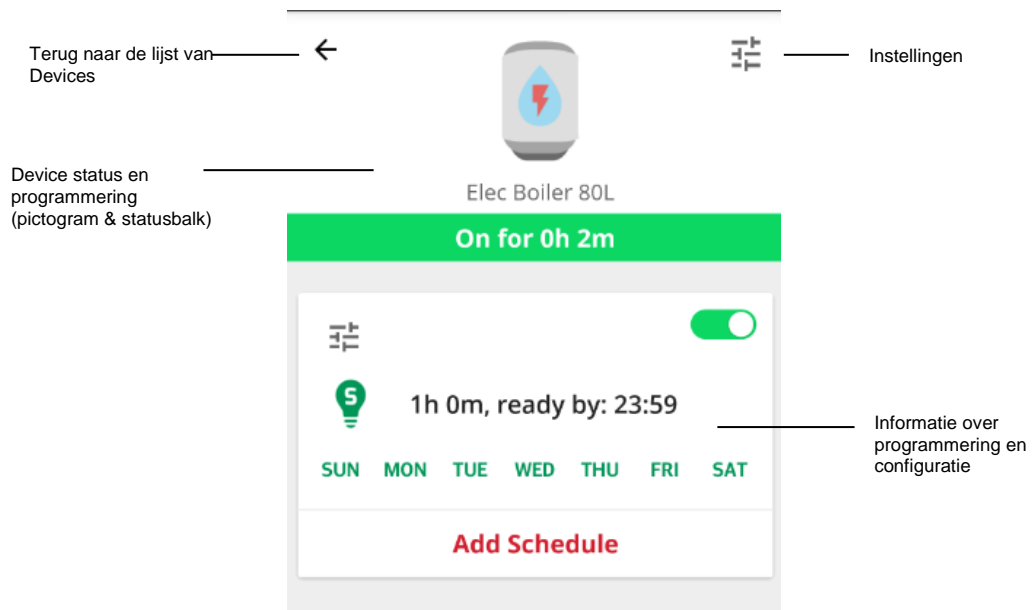 Terug naar de lijst van
Devices
Instellingen
Device status en
programmering
(pictogram & statusbalk)
Elec Boiler 80L
On for 0h 2m
S
1h 0m, ready by: 23:59
SUN MON TUE WED THU FRI SAT
Informatie over
programmering en
configuratie
Add Schedule